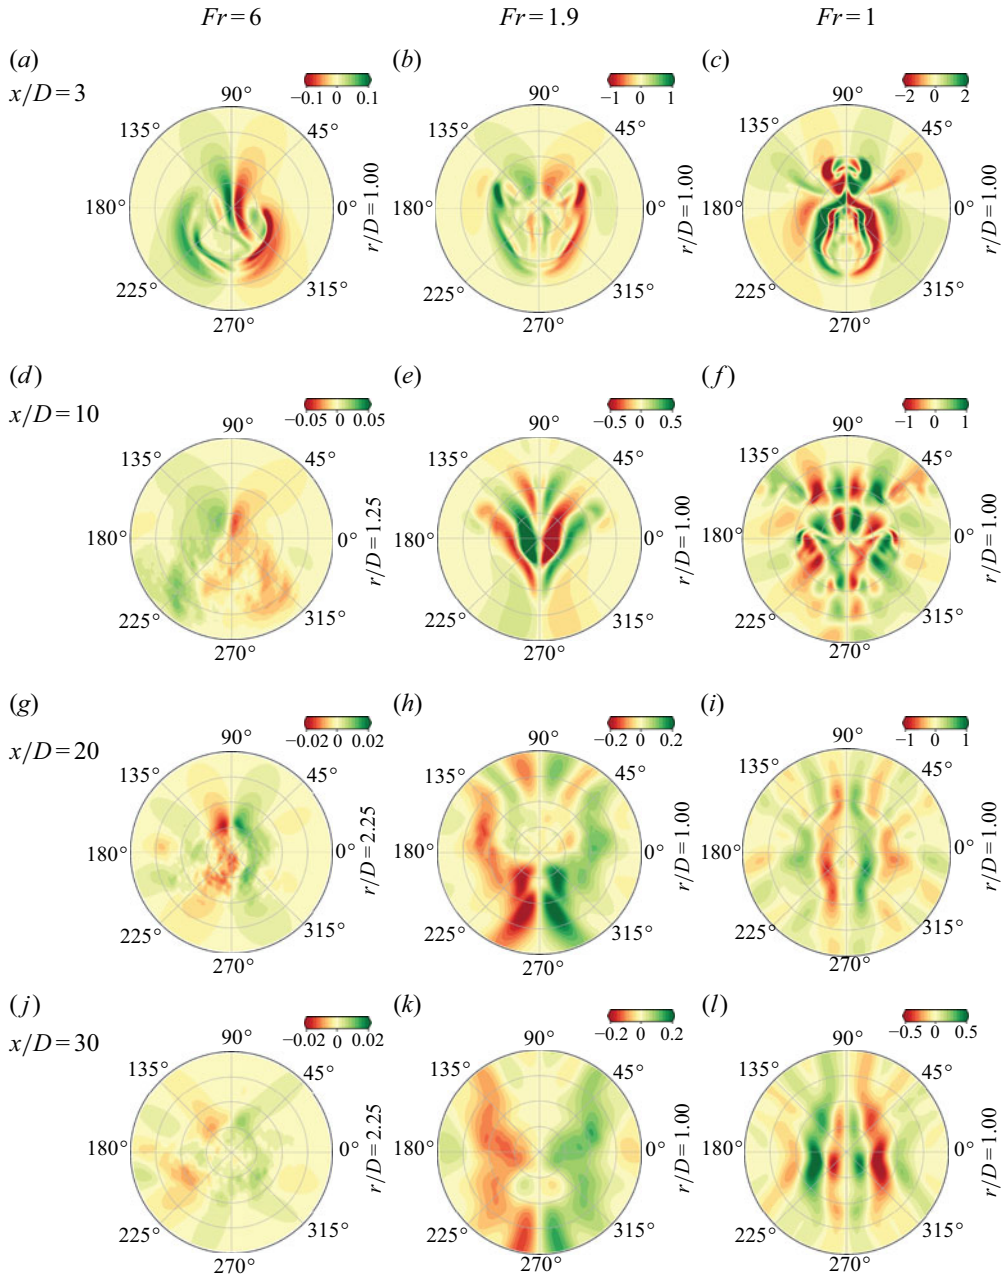 Fr = 6 Fr = 1.9 Fr = 1
(a) (b) (c)
x/D = 3
−0.1 0 0.1 −1 0 1 −2 0 2
90° 90° 90°
135° 45° 135° 45° 135° 45°
180° 0° r/D = 1.00 180° 0° r/D = 1.00 180° 0° r/D = 1.00
225° 315° 225° 315° 225° 315°
270° 270° 270°
(d) (e) (f)
x/D = 10
−0.05 0 0.05 −0.5 0 0.5 −1 0 1
90° 90° 90°
135° 45° 135° 45° 135° 45°
180° 0° r/D = 1.25 180° 0° r/D = 1.00 180° 0° r/D = 1.00
225° 315° 225° 315° 225° 315°
270° 270° 270°
(g) (h) (i)
x/D = 20
−0.02 0 0.02 −0.2 0 0.2 −1 0 1
90° 90° 90°
135° 45° 135° 45° 135° 45°
180° 0° r/D = 2.25 180° 0° r/D = 1.00 180° 0° r/D = 1.00
225° 315° 225° 315° 225° 315°
270° 270° 270°
(j) (k) (l)
x/D = 30
−0.02 0 0.02 −0.2 0 0.2 −0.5 0 0.5
90° 90° 90°
135° 45° 135° 45° 135° 45°
180° 0° r/D = 2.25 180° 0° r/D = 1.00 180° 0° r/D = 1.00
225° 315° 225° 315° 225° 315°
270° 270° 270°